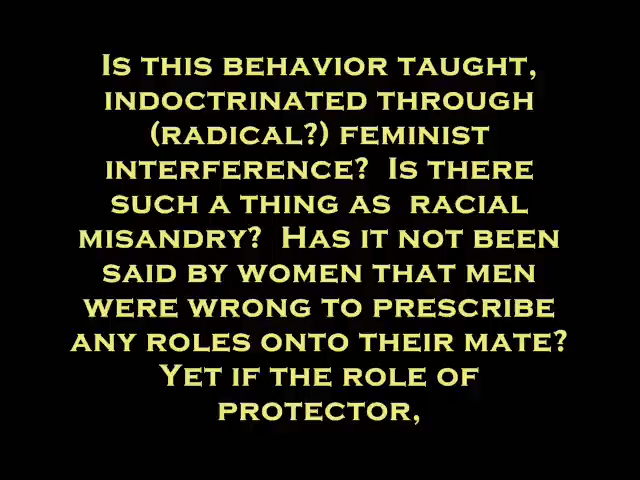 Is this behavior taught,
indoctrinated through
(radical?) feminist
interference?  Is there
such a thing as  racial
misandry?  Has it not been
said by women that men
were wrong to prescribe
any roles onto their mate?
Yet if the role of
protector,